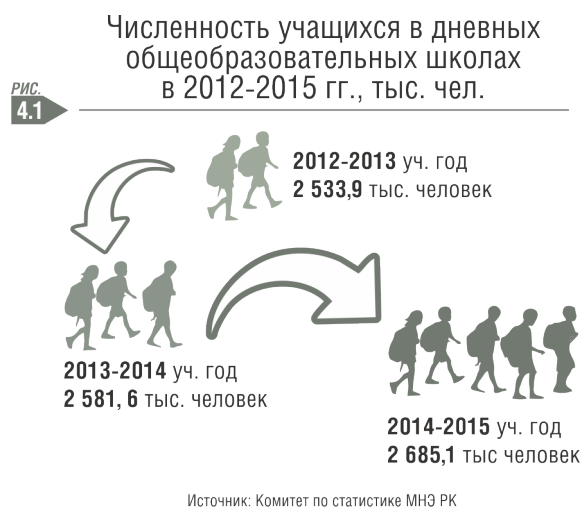 Численность учащихся в дневных
общеобразовательных школах
в 2012-2015 гг., тыс. чел.
РИС.
4.1
2012-2013 уч. год
2 533,9 тыс. человек
2013-2014 уч. год
2 581, 6 тыс. человек
2014-2015 уч. год
2 685,1 тыс человек
Источник: Комитет по статистике МНЭ РК